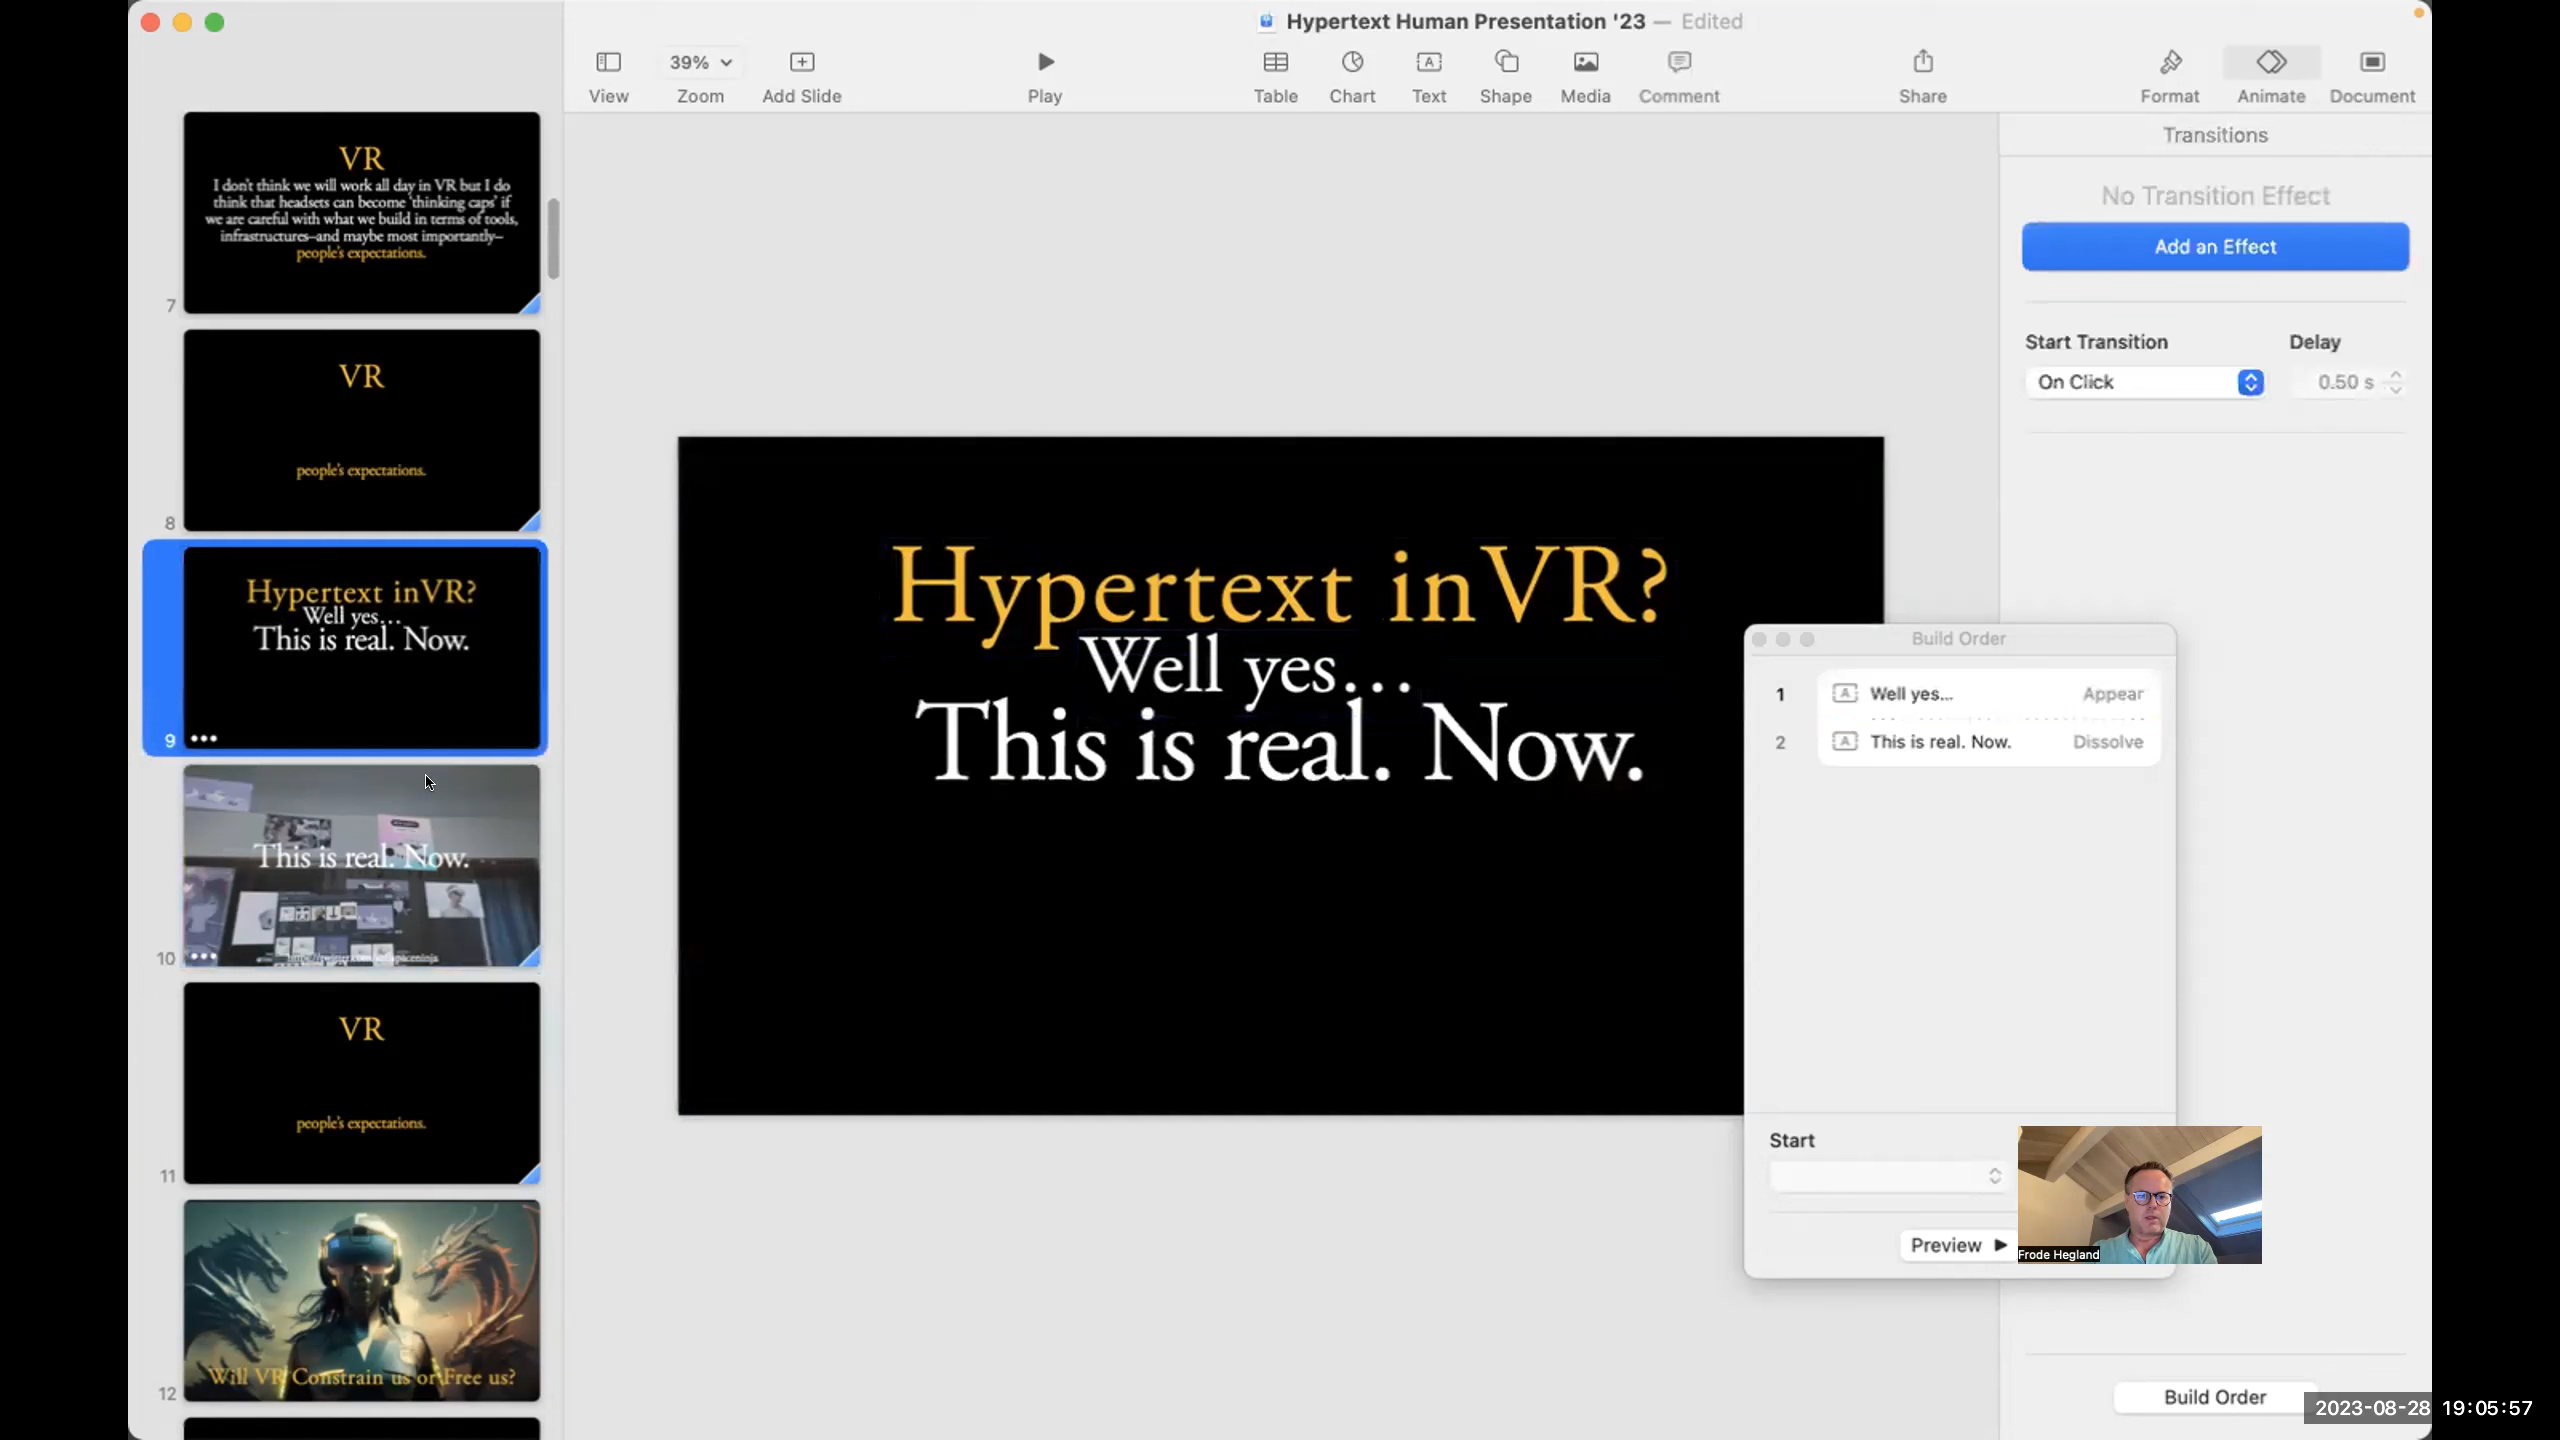 Hypertext Human Presentation '23 — Edited
39%
View
Zoom
Add Slide
Play
Table
Chart
Text
Shape
Media
Comment
Share
Format
Animate
Document
VR
I don't think we will work all day in VR but I do
think that headsets can become 'thinking caps' if
we are careful with what we build in terms of tools,
infrastructures–and maybe most importantly–
people's expectations.
7
VR
people's expectations.
8
Hypertext inVR?
Well yes…
This is real. Now.
9
This is real. Now.
10
VR
people's expectations.
11
Will VR Constrain us or Free us?
12
Hypertext inVR?
Well yes…
This is real. Now.
Transitions
No Transition Effect
Add an Effect
Start Transition
Delay
On Click
0.50 s
Build Order
1 Well yes... Appear
2 This is real. Now. Dissolve
Start
Preview
Frode Hegland
Build Order
2023-08-28 19:05:57